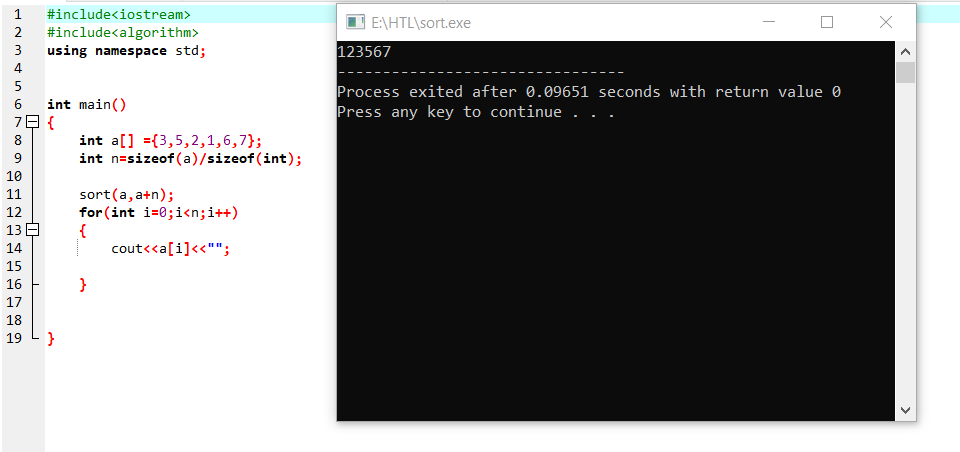 1 #include<iostream>
2 #include<algorithm>
3 using namespace std;
4
5
6 int main()
7 {
8 int a[] ={3,5,2,1,6,7};
9 int n=sizeof(a)/sizeof(int);
10
11 sort(a,a+n);
12 for(int i=0;i<n;i++)
13 {
14 cout<<a[i]<<"";
15
16 }
17
18
19 }
E:\HTL\sort.exe
123567
--------------------------------
Process exited after 0.09651 seconds with return value 0
Press any key to continue . . .